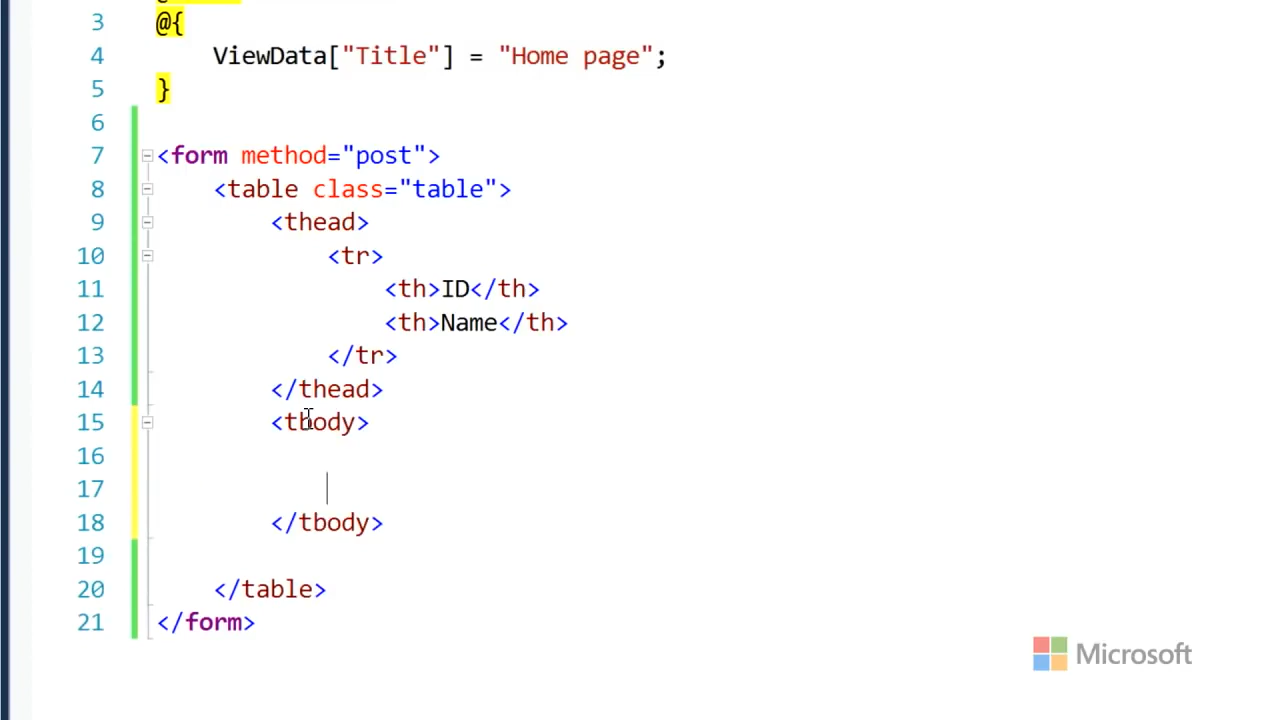 3 @{
4 ViewData["Title"] = "Home page";
5 }
6
7 <form method="post">
8 <table class="table">
9 <thead>
10 <tr>
11 <th>ID</th>
12 <th>Name</th>
13 </tr>
14 </thead>
15 <tbody>
16
17
18 </tbody>
19
20 </table>
21 </form>
Microsoft